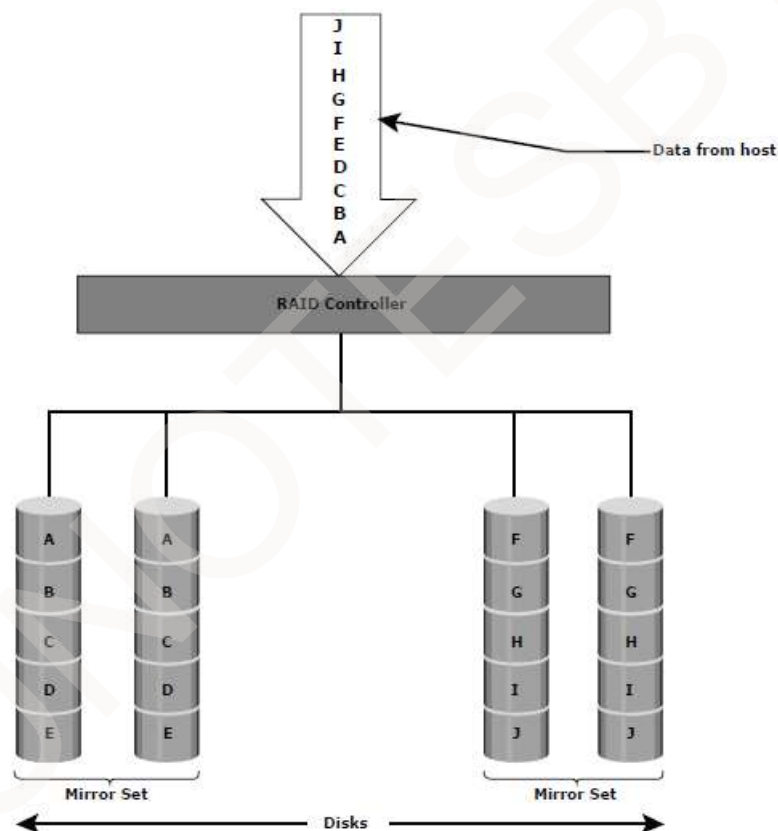 J
I
H
G
F
E
D
C
B
A
Data from host
RAID Controller
A A F F
B B G G
C C H H
D D I I
E E J J
Mirror Set Mirror Set
Disks